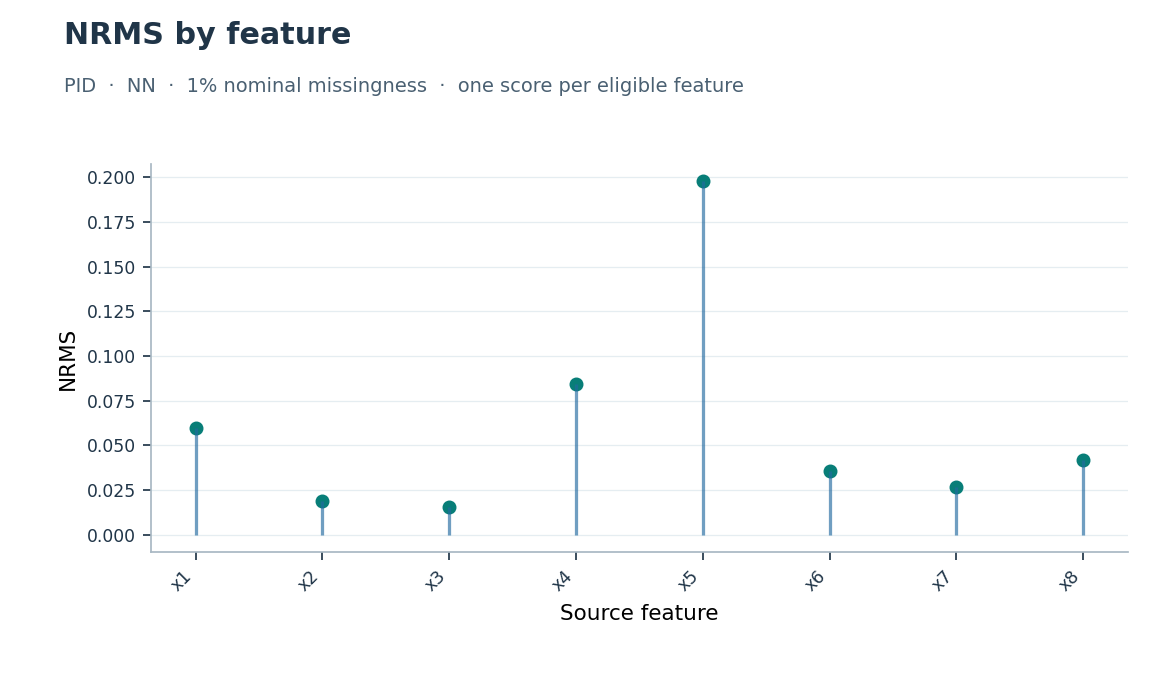 NRMS by feature
PID · NN · 1% nominal missingness · one score per eligible feature
NRMS
0.200
0.175
0.150
0.125
0.100
0.075
0.050
0.025
0.000
x1 x2 x3 x4 x5 x6 x7 x8
Source feature